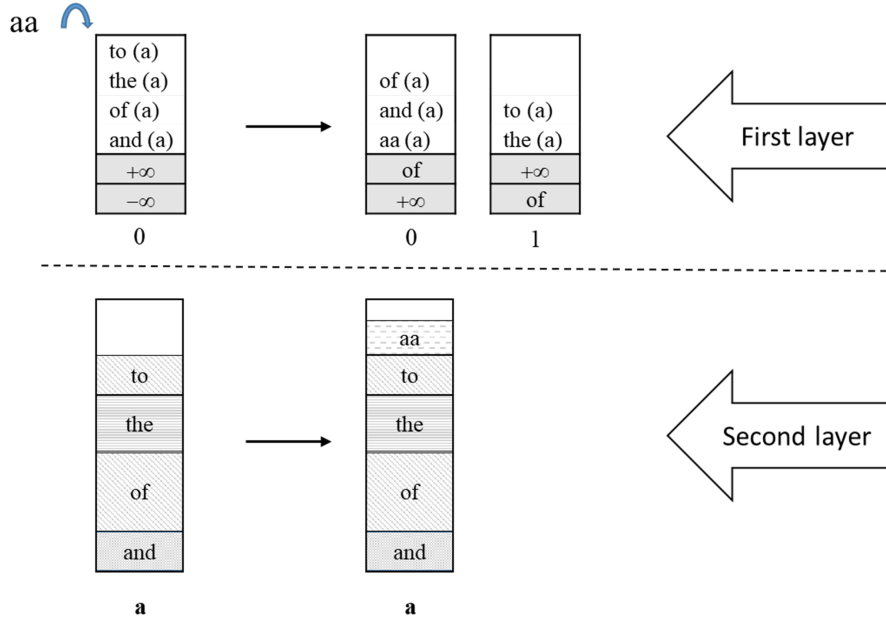 aa
to (a)
the (a)
of (a)
and (a)
+∞
−∞
0
of (a)
and (a)
aa (a)
of
+∞
0
to (a)
the (a)
+∞
of
1
First layer
to
the
of
and
a
aa
to
the
of
and
a
Second layer